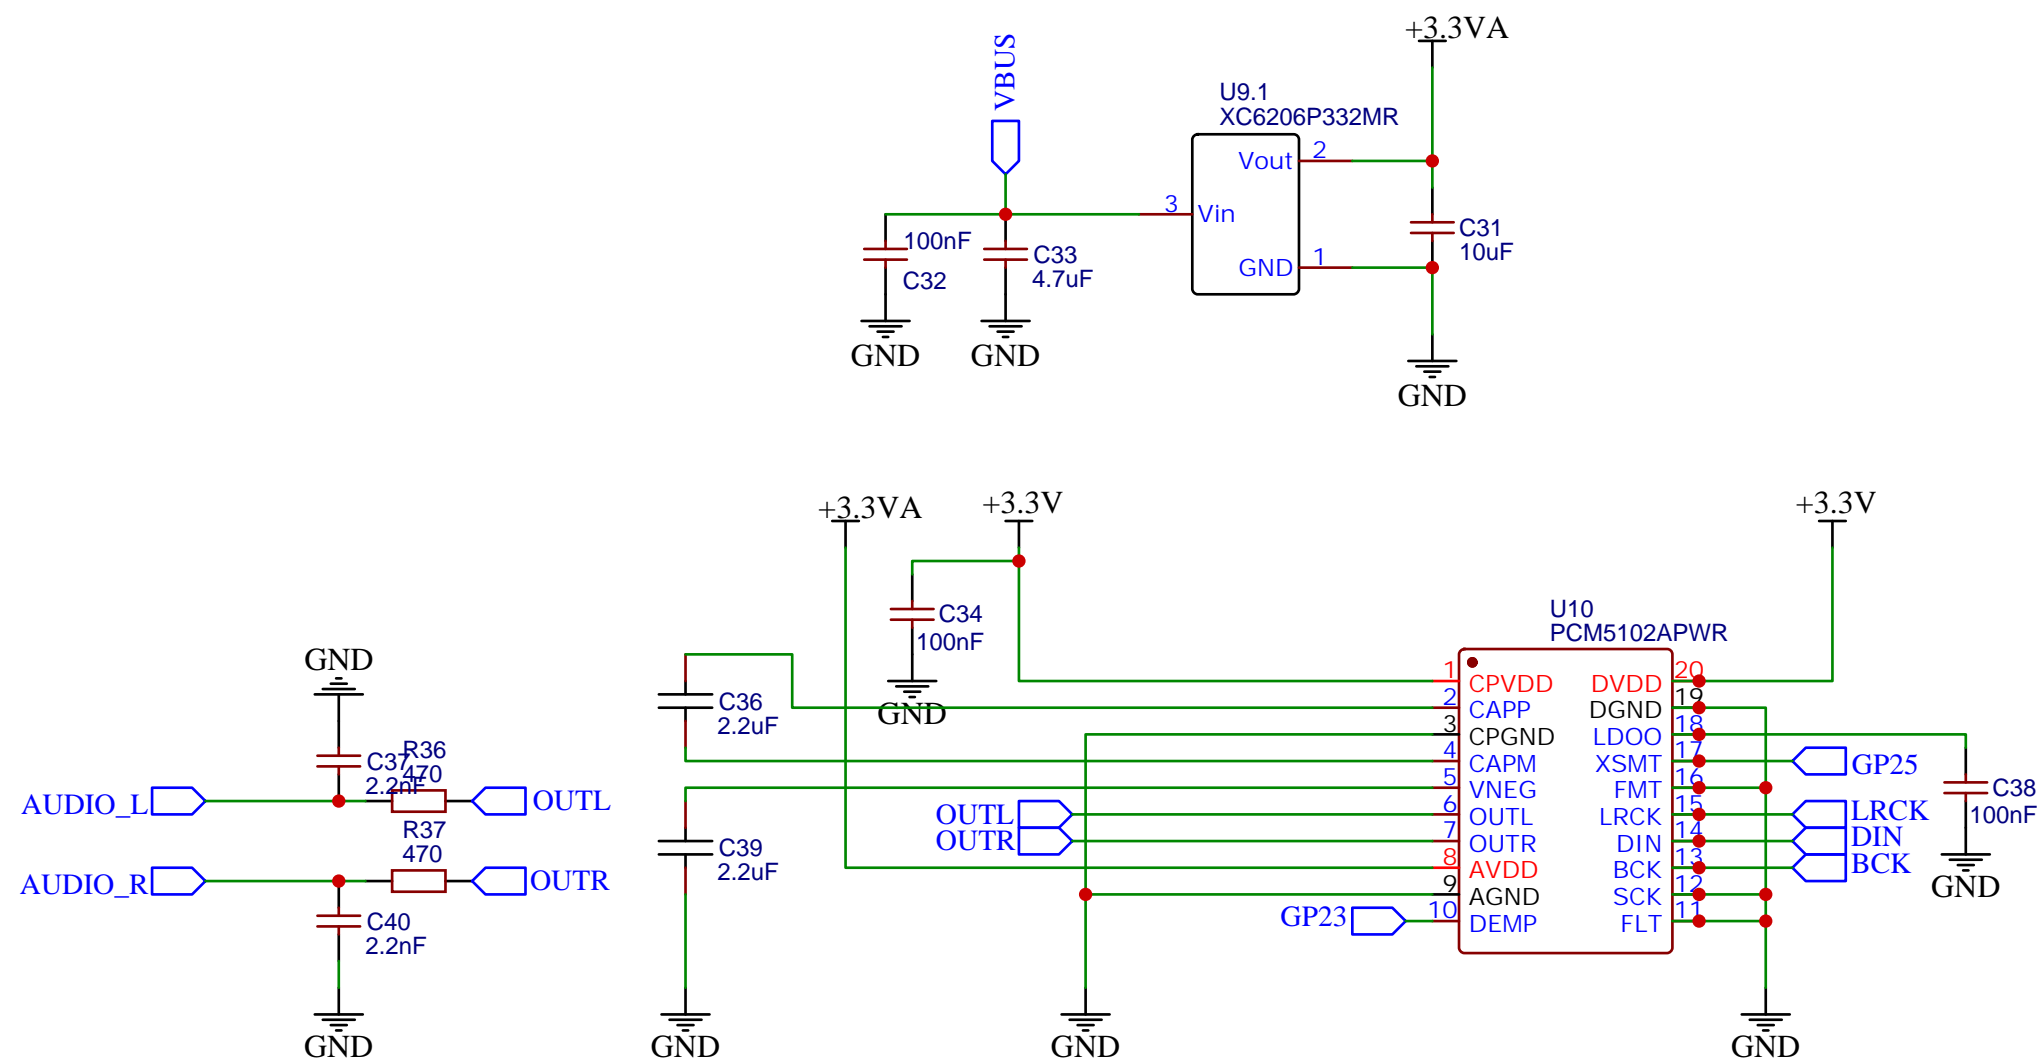 +3.3VA
VBUS
U9.1
XC6206P332MR
Vout
2
3
Vin
100nF
C32
C33
4.7uF
GND
1
C31
10uF
GND
GND
GND
+3.3VA
+3.3V
+3.3V
C34
100nF
GND
U10
PCM5102APWR
1
CPVDD
DVDD
20
2
CAPP
DGND
19
3
CPGND
LDOO
18
4
CAPM
XSMT
17
GP25
5
VNEG
FMT
16
OUTL
6
OUTL
LRCK
15
LRCK
OUTR
7
OUTR
DIN
14
DIN
8
AVDD
BCK
13
BCK
9
AGND
SCK
12
GP23
10
DEMP
FLT
11
C38
100nF
GND
GND
C36
2.2uF
C37
2.2nF
R36
470
AUDIO_L
OUTL
R37
470
AUDIO_R
OUTR
C39
2.2uF
C40
2.2nF
GND
GND
GND
GND